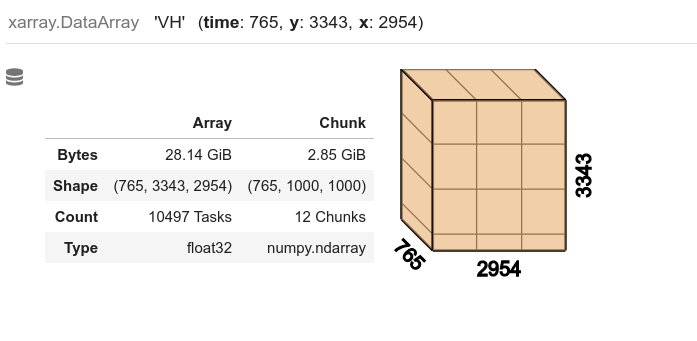 xarray.DataArray 'VH' (time: 765, y: 3343, x: 2954)
Array Chunk
Bytes 28.14 GiB 2.85 GiB
Shape (765, 3343, 2954) (765, 1000, 1000)
Count 10497 Tasks 12 Chunks
Type float32 numpy.ndarray
3343
765
2954